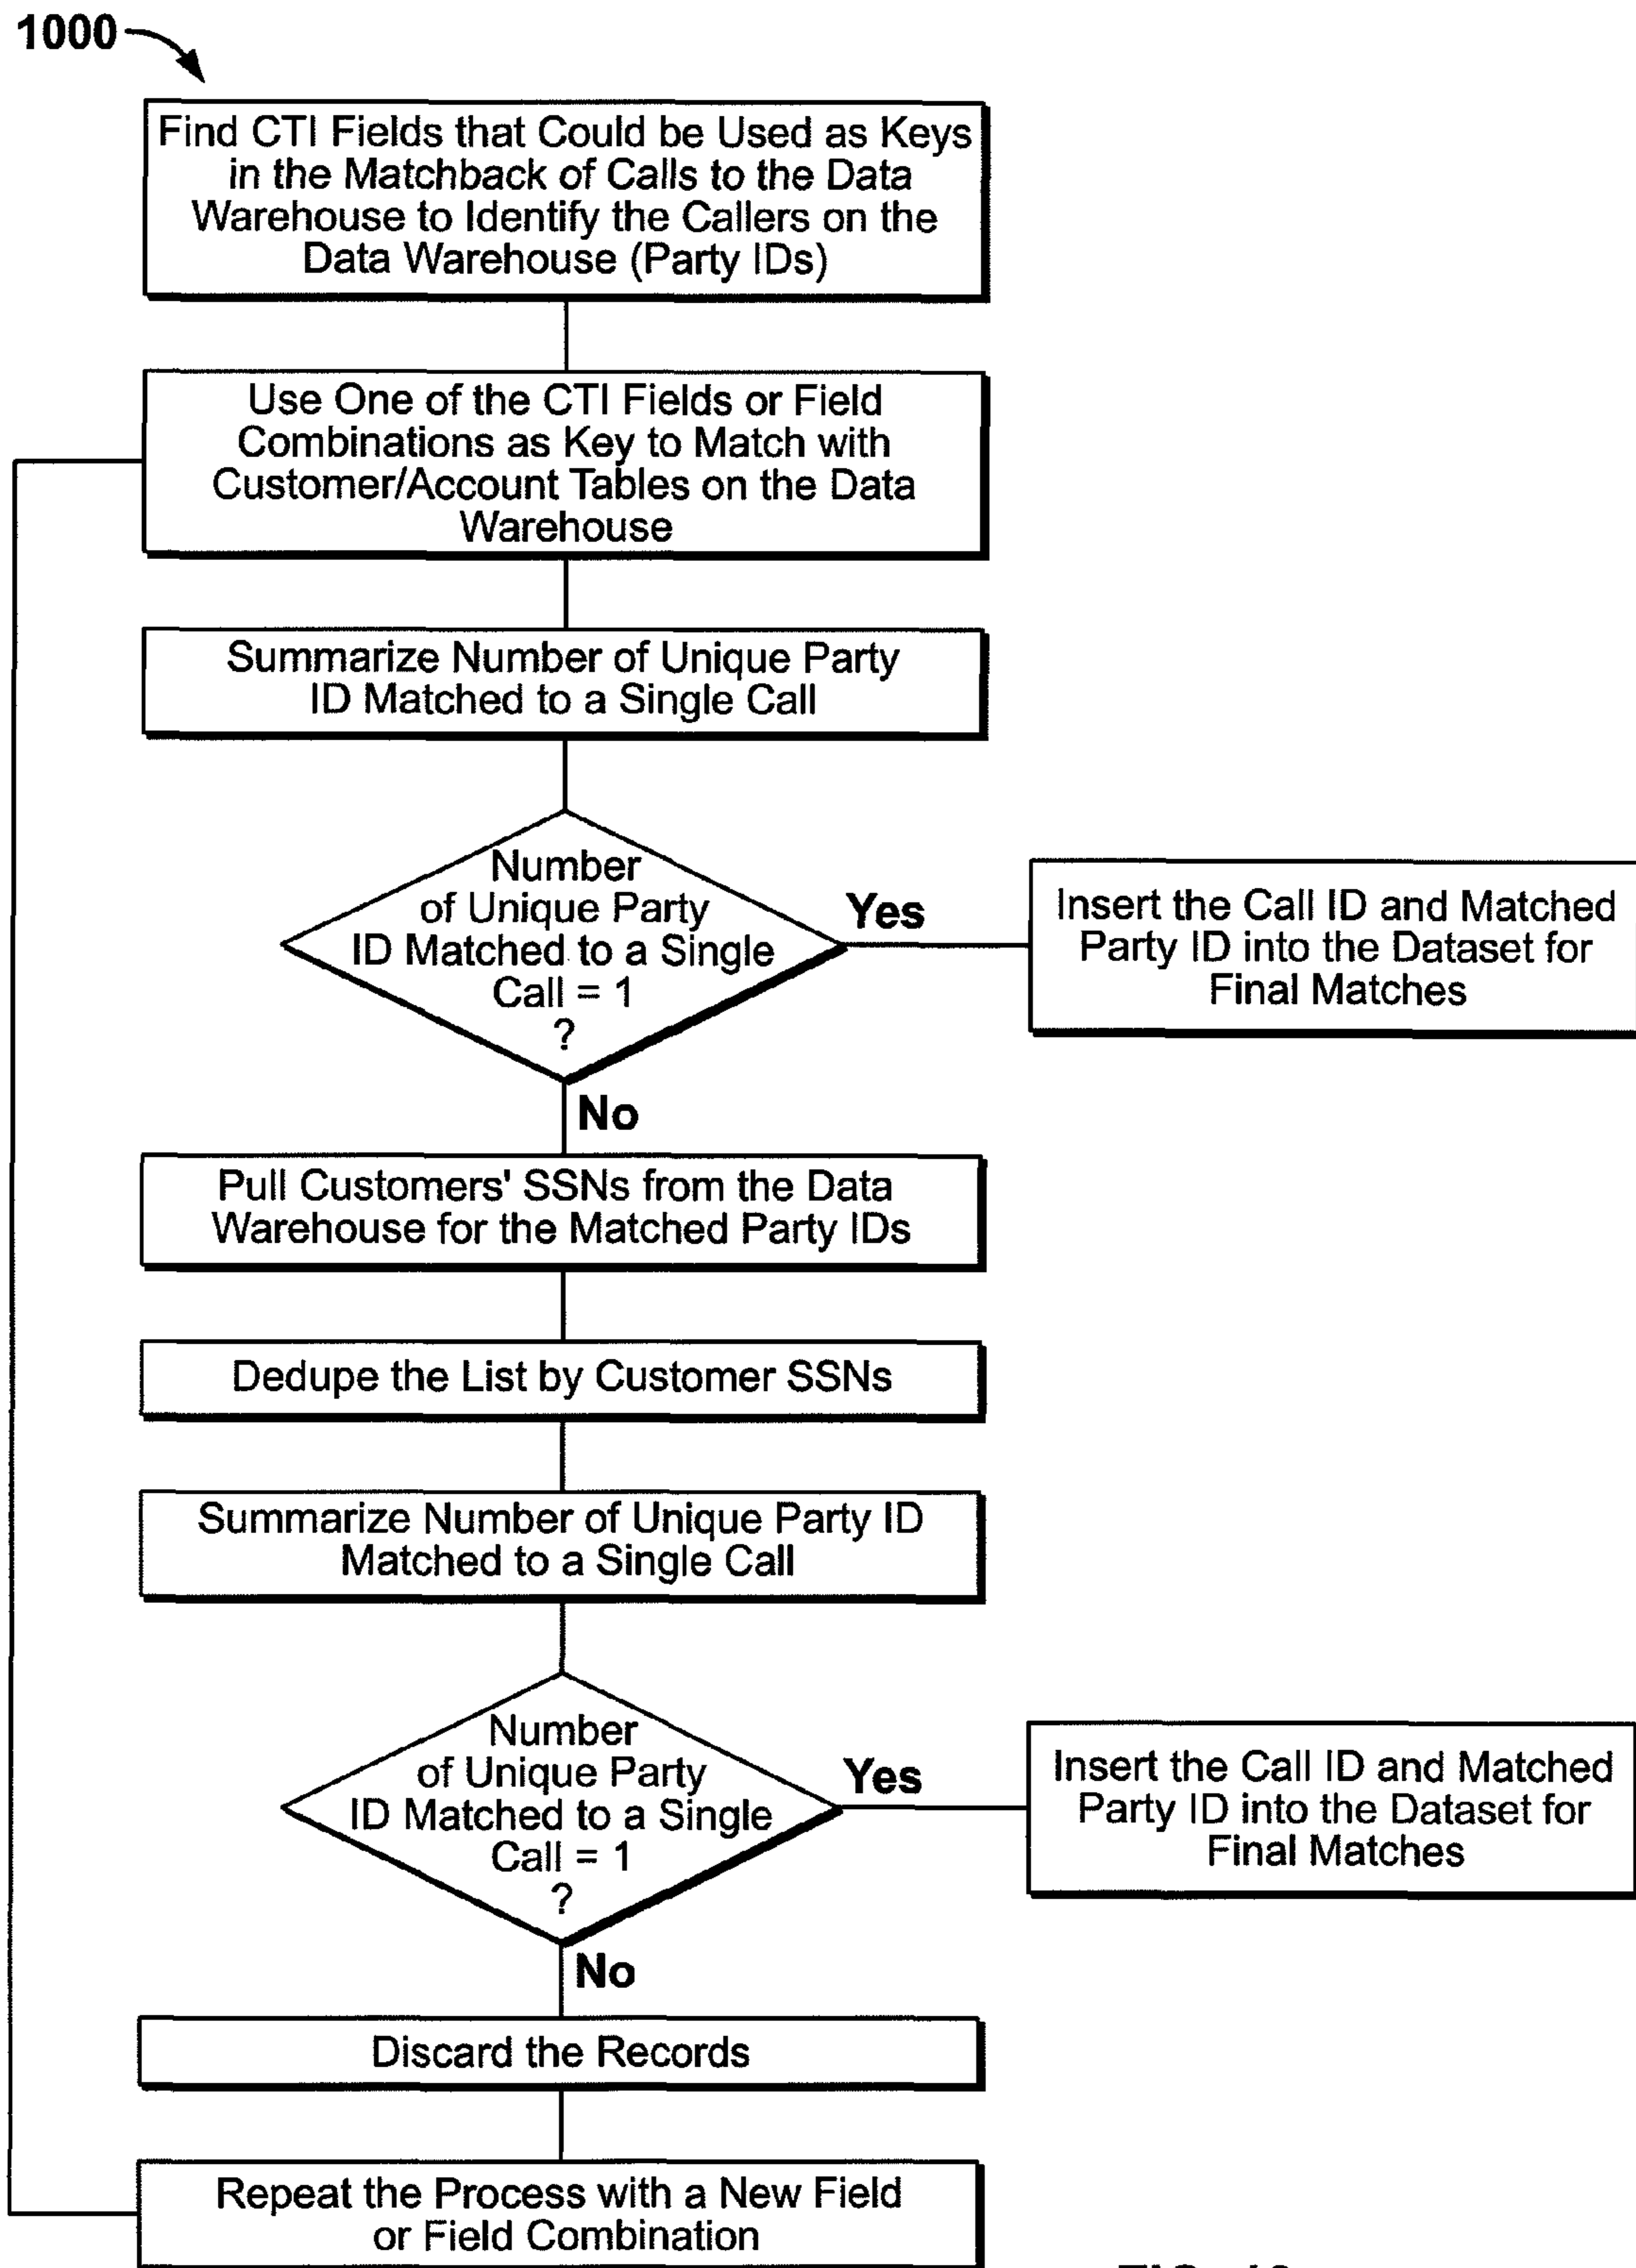 1000
Find CTI Fields that Could be Used as Keys
in the Matchback of Calls to the Data
Warehouse to Identify the Callers on the
Data Warehouse (Party IDs)
Use One of the CTI Fields or Field
Combinations as Key to Match with
Customer/Account Tables on the Data
Warehouse
Summarize Number of Unique Party
ID Matched to a Single Call
Number
of Unique Party
ID Matched to a Single
Call = 1
?
Yes
Insert the Call ID and Matched
Party ID into the Dataset for
Final Matches
No
Pull Customers' SSNs from the Data
Warehouse for the Matched Party IDs
Dedupe the List by Customer SSNs
Summarize Number of Unique Party ID
Matched to a Single Call
Number
of Unique Party
ID Matched to a Single
Call = 1
?
Yes
Insert the Call ID and Matched
Party ID into the Dataset for
Final Matches
No
Discard the Records
Repeat the Process with a New Field
or Field Combination